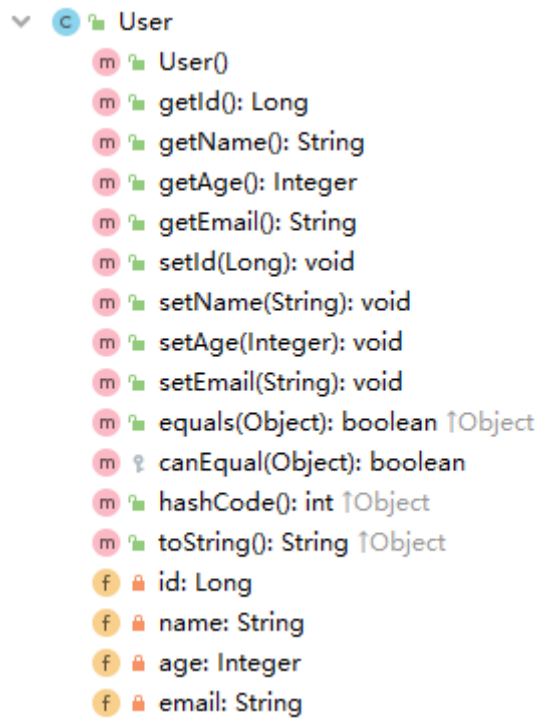 C User
m User()
m getId(): Long
m getName(): String
m getAge(): Integer
m getEmail(): String
m setId(Long): void
m setName(String): void
m setAge(Integer): void
m setEmail(String): void
m equals(Object): boolean ↑Object
m canEqual(Object): boolean
m hashCode(): int ↑Object
m toString(): String ↑Object
f id: Long
f name: String
f age: Integer
f email: String